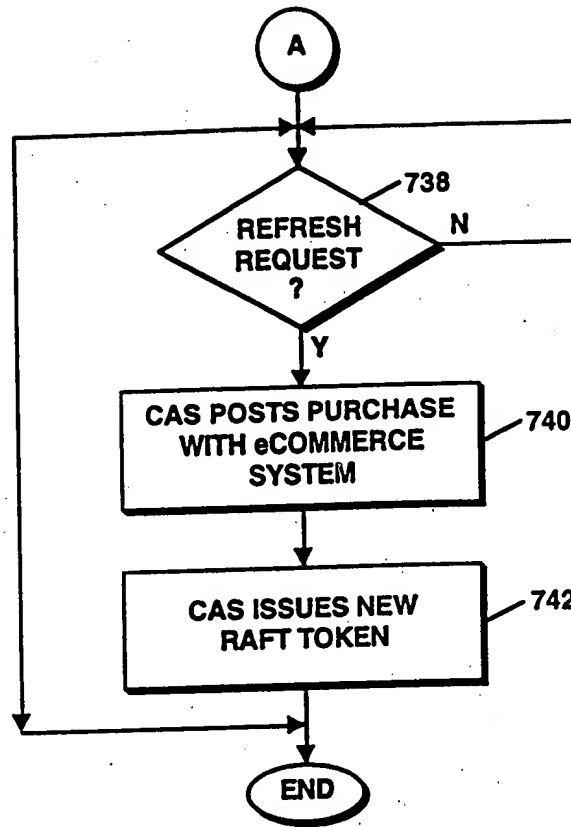 A
738
REFRESH
REQUEST
?
N
Y
CAS POSTS PURCHASE
WITH eCOMMERCE
SYSTEM
740
CAS ISSUES NEW
RAFT TOKEN
742
END